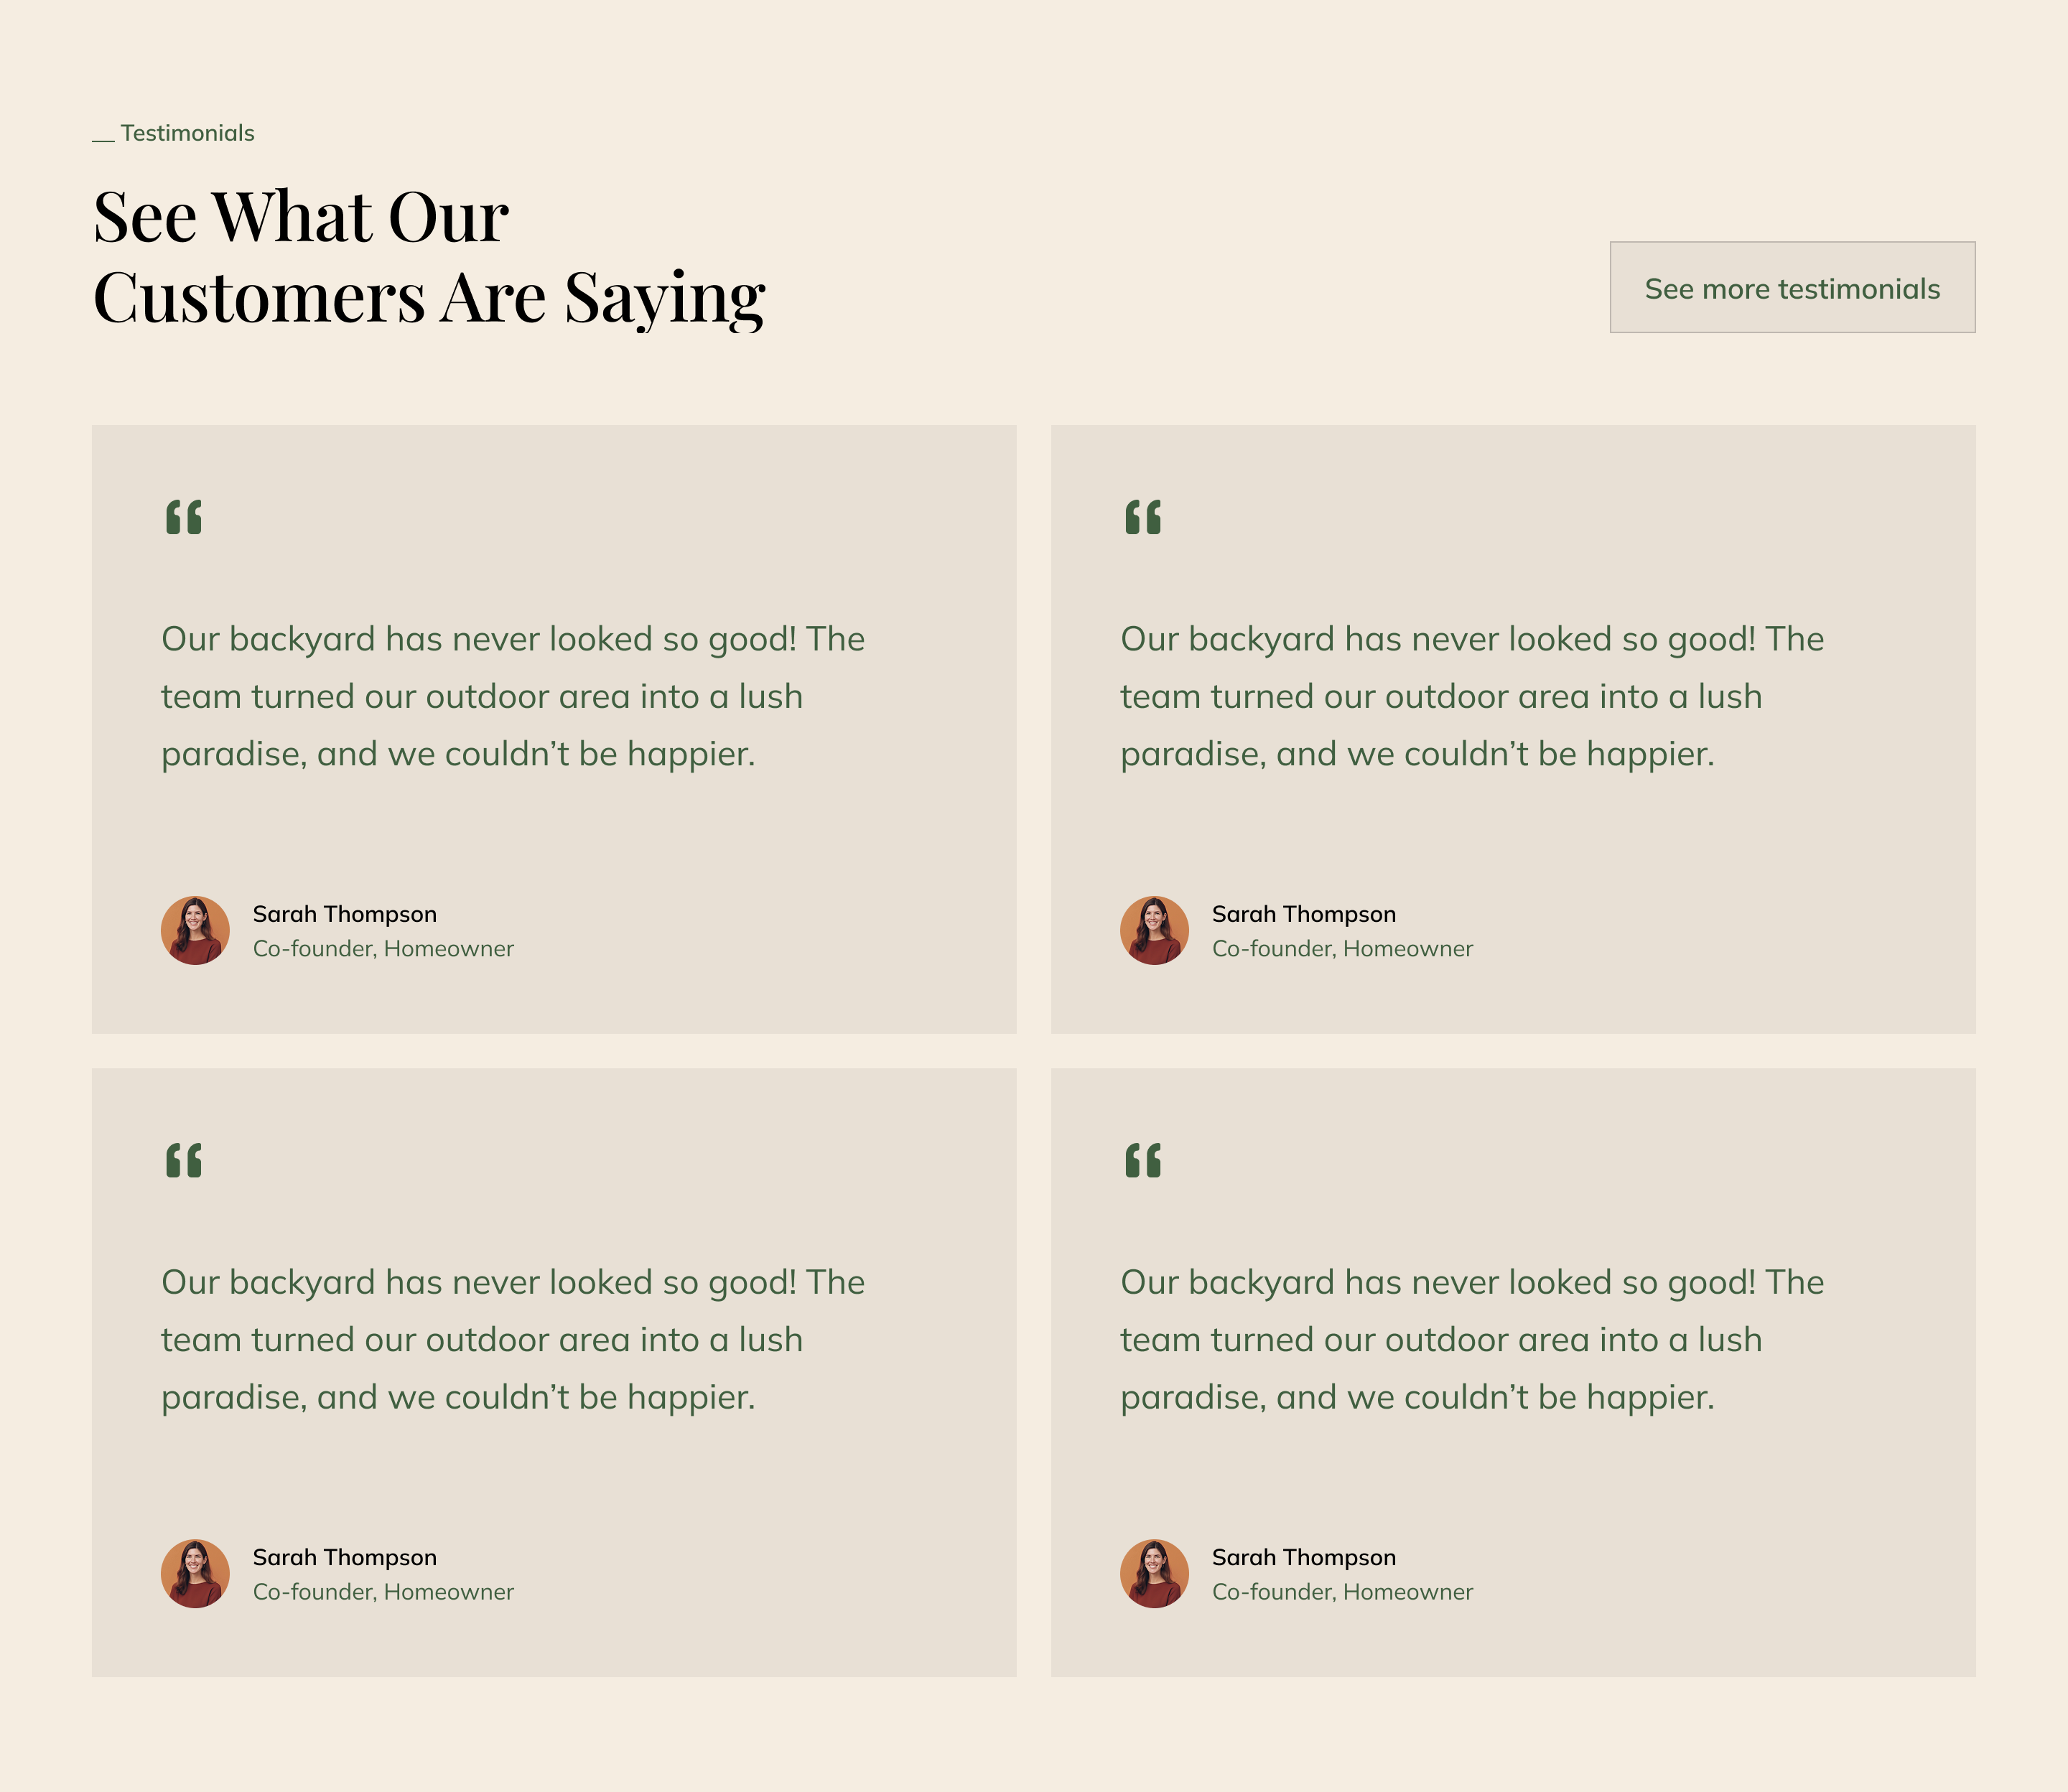 __ Testimonials
See What Our
Customers Are Saying
See more testimonials
“
Our backyard has never looked so good! The
team turned our outdoor area into a lush
paradise, and we couldn’t be happier.
Sarah Thompson
Co-founder, Homeowner
“
Our backyard has never looked so good! The
team turned our outdoor area into a lush
paradise, and we couldn’t be happier.
Sarah Thompson
Co-founder, Homeowner
“
Our backyard has never looked so good! The
team turned our outdoor area into a lush
paradise, and we couldn’t be happier.
Sarah Thompson
Co-founder, Homeowner
“
Our backyard has never looked so good! The
team turned our outdoor area into a lush
paradise, and we couldn’t be happier.
Sarah Thompson
Co-founder, Homeowner